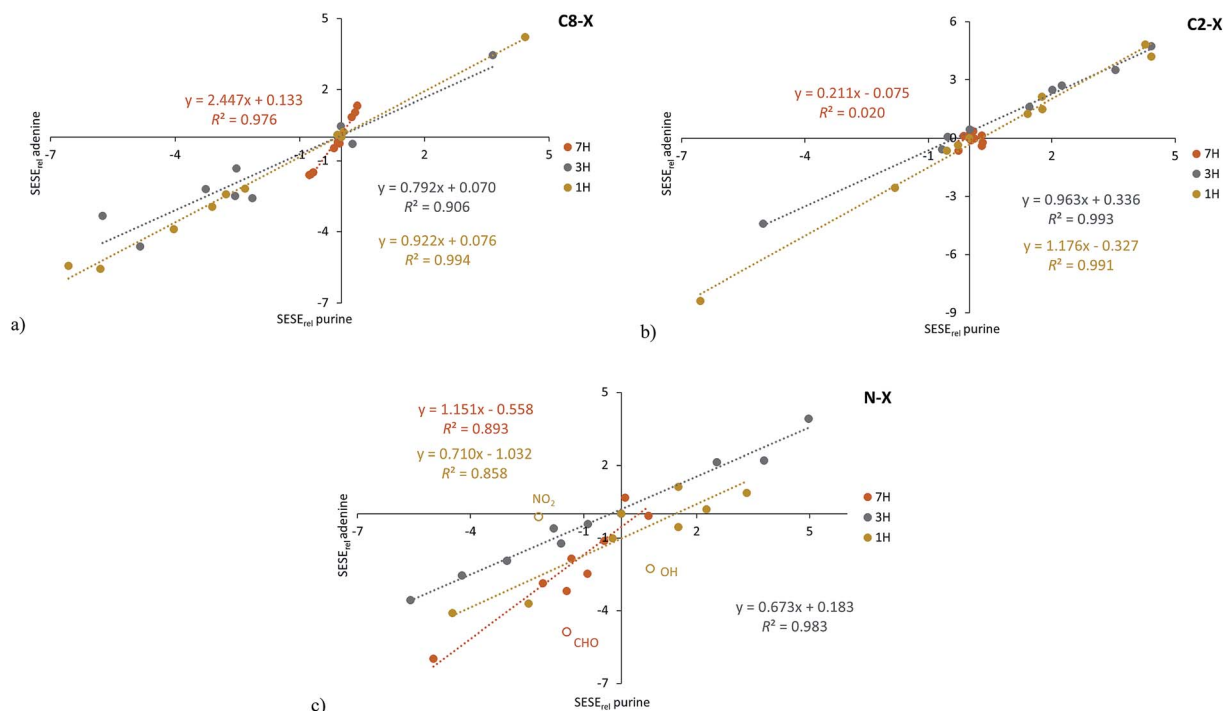 C8-X
5
2
y = 2.447x + 0.133
R² = 0.976
-7
-4
-1
2
5
-1
-4
-7
SESErel adenine
y = 0.792x + 0.070
R² = 0.906
y = 0.922x + 0.076
R² = 0.994
7H
3H
1H
SESErel purine
a)
C2-X
6
3
0
y = 0.211x - 0.075
R² = 0.020
-7
-4
-1
2
5
-3
-6
-9
SESErel adenine
y = 0.963x + 0.336
R² = 0.993
y = 1.176x - 0.327
R² = 0.991
7H
3H
1H
SESErel purine
b)
N-X
5
2
y = 1.151x - 0.558
R² = 0.893
y = 0.710x - 1.032
R² = 0.858
NO₂
-7
-4
-1
2
5
-1
-4
-7
SESErel adenine
OH
CHO
y = 0.673x + 0.183
R² = 0.983
7H
3H
1H
SESErel purine
c)